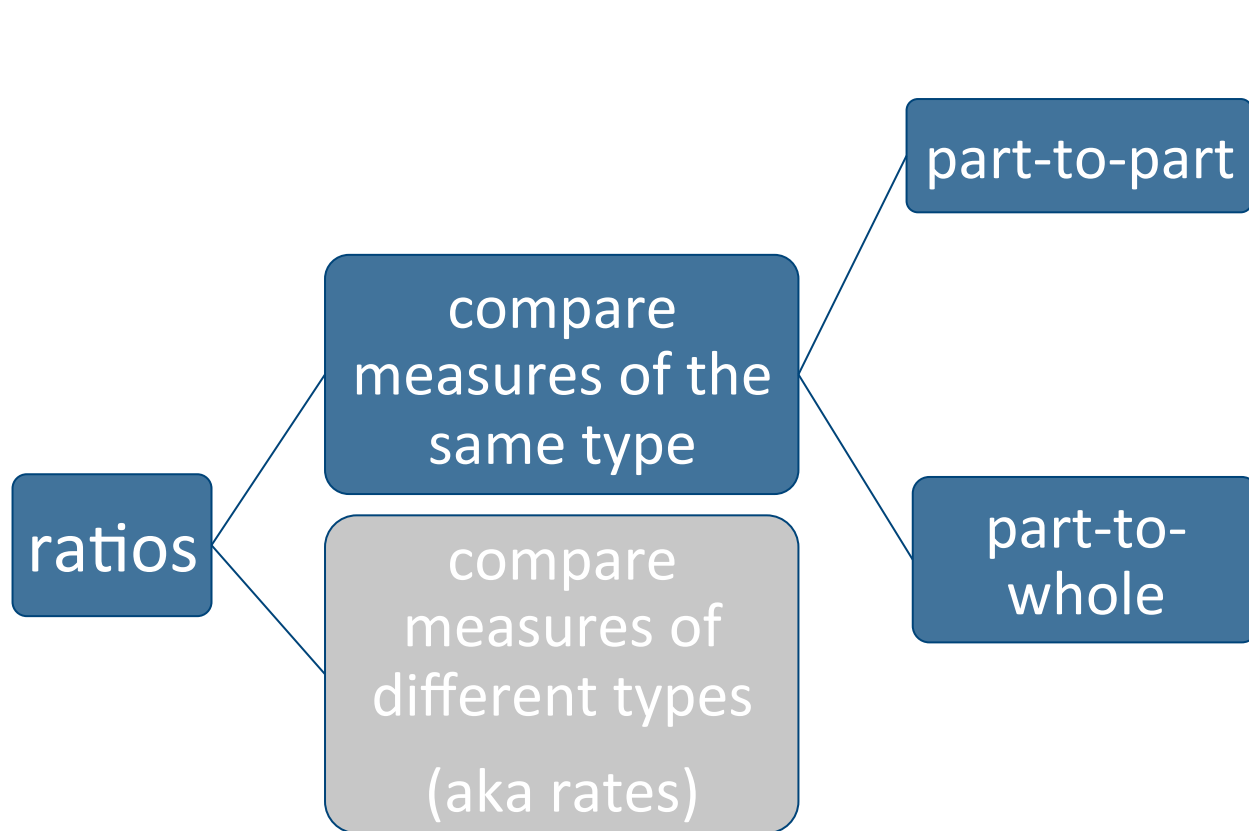 ratios
compare
measures of the
same type
compare
measures of
different types
(aka rates)
part-to-part
part-to-
whole